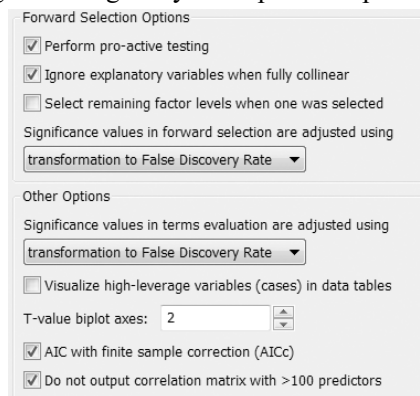 Forward Selection Options
Perform pro-active testing
Ignore explanatory variables when fully collinear
Select remaining factor levels when one was selected
Significance values in forward selection are adjusted using
transformation to False Discovery Rate
Other Options
Significance values in terms evaluation are adjusted using
transformation to False Discovery Rate
Visualize high-leverage variables (cases) in data tables
T-value biplot axes: 2
AIC with finite sample correction (AICc)
Do not output correlation matrix with >100 predictors